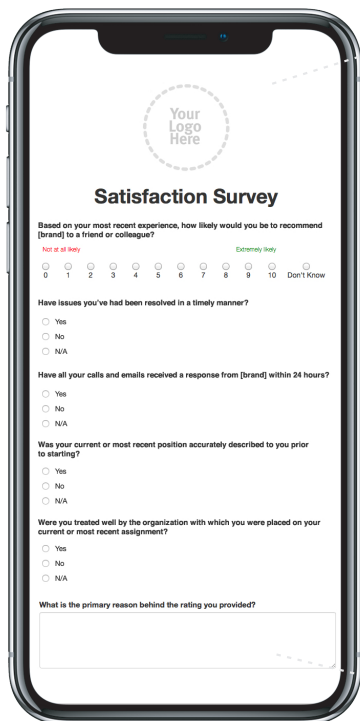 Your
Logo
Here
Satisfaction Survey
Based on your most recent experience, how likely would you be to recommend
[brand] to a friend or colleague?
Not at all likely Extremely likely
0 1 2 3 4 5 6 7 8 9 10 Don't Know
Have issues you've had been resolved in a timely manner?
Yes
No
N/A
Have all your calls and emails received a response from [brand] within 24 hours?
Yes
No
N/A
Was your current or most recent position accurately described to you prior
to starting?
Yes
No
N/A
Were you treated well by the organization with which you were placed on your
current or most recent assignment?
Yes
No
N/A
What is the primary reason behind the rating you provided?